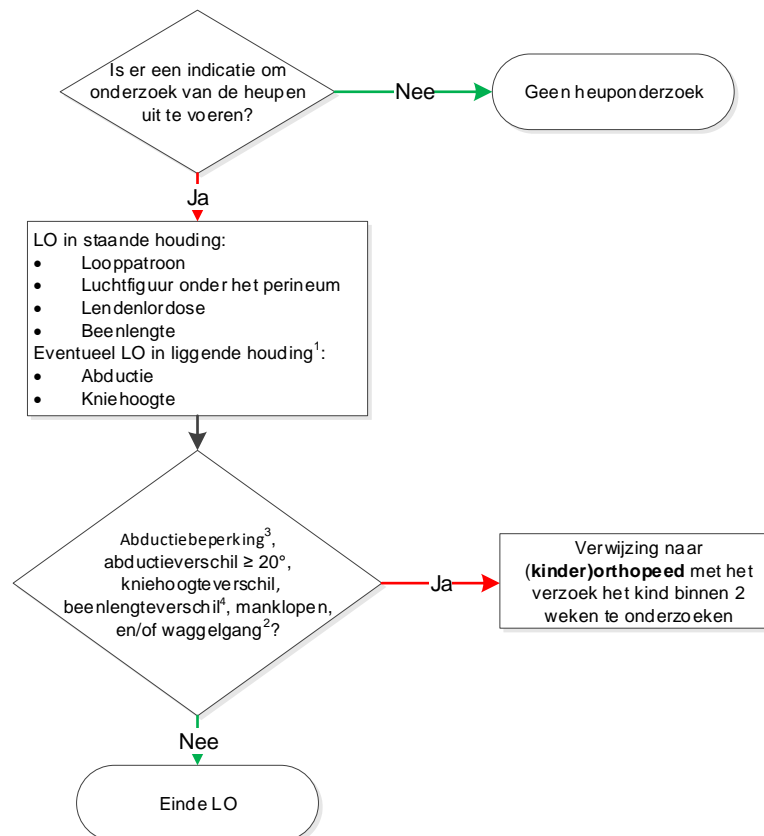 Is er een indicatie om
onderzoek van de heupen
uit te voeren?
Nee
Geen heuponderzoek
Ja
LO in staande houding:
• Looppatroon
• Luchtfiguur onder het perineum
• Lendenlordose
• Beenlengte
Eventueel LO in liggende houding¹:
• Abductie
• Kniehoogte
Abductiebeperking³,
abductieverschil ≥ 20°,
kniehoogteverschil,
beenlengteverschil⁴, manklopen,
en/of waggelgang²?
Ja
Verwijzing naar
(kinder)orthopeed met het
verzoek het kind binnen 2
weken te onderzoeken
Nee
Einde LO